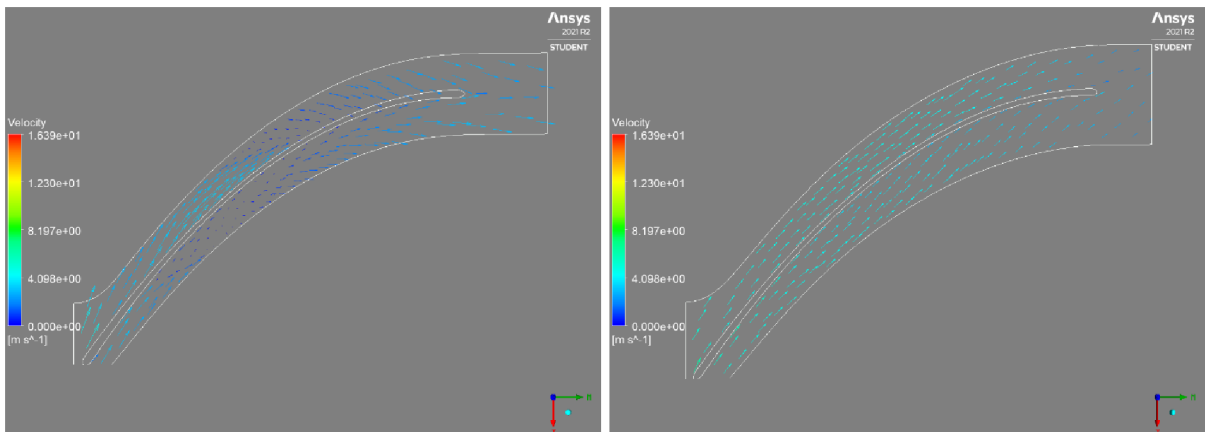 Ansys
2021 R2
STUDENT
Velocity
1.639e+01
1.230e+01
8.197e+00
4.098e+00
0.000e+00
[m s^-1]
Ansys
2021 R2
STUDENT
Velocity
1.639e+01
1.230e+01
8.197e+00
4.098e+00
0.000e+00
[m s^-1]